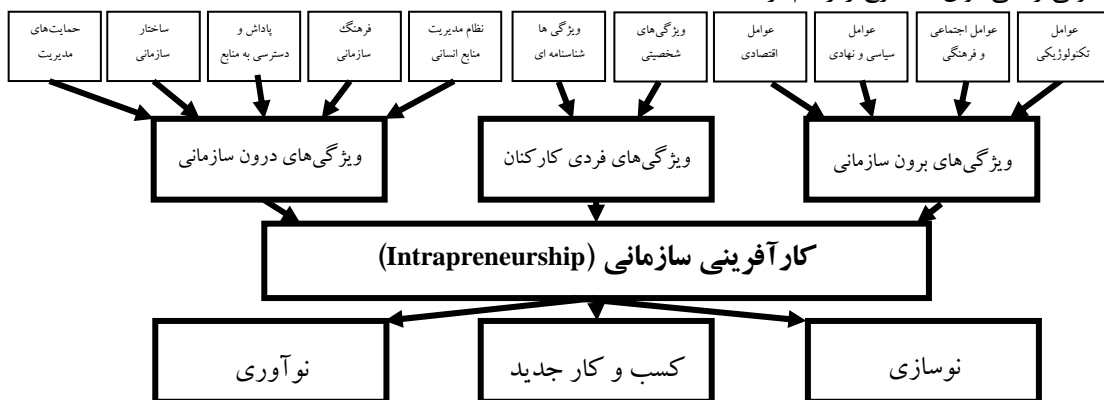 عوامل
تکنولوژیکی
عوامل اجتماعی
و فرهنگی
عوامل
سیاسی و نهادی
عوامل
اقتصادی
ویژگی‌های
شخصیتی
ویژگی ها
شناسنامه ای
نظام مدیریت
منابع انسانی
فرهنگ
سازمانی
پاداش و
دسترسی به منابع
ساختار
سازمانی
حمایت‌های
مدیریت
ویژگی‌های برون سازمانی
ویژگی‌های فردی کارکنان
ویژگی‌های درون سازمانی
کارآفرینی سازمانی (Intrapreneurship)
نوسازی
کسب و کار جدید
نوآوری